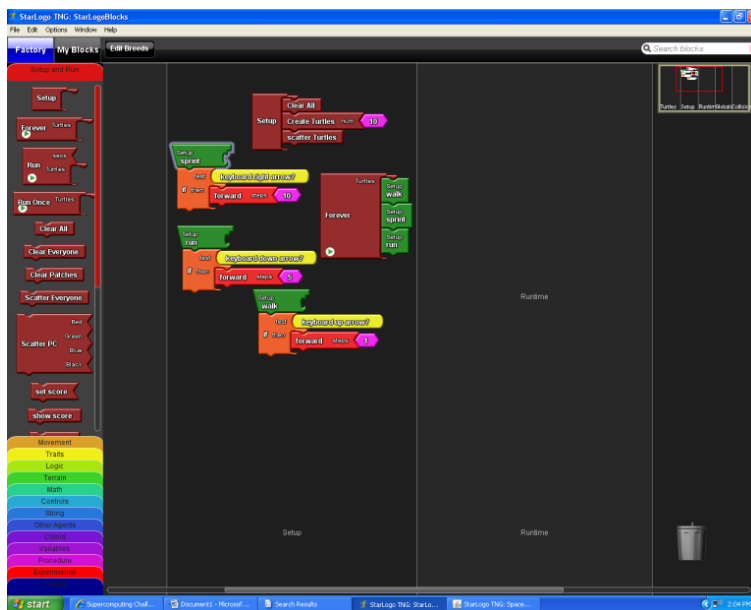 StarLogo TNG: StarLogoBlocks
File Edit Options Window Help
Factory My Blocks Edit Breeds Search blocks
Setup and Run
Setup
Forever Turtles
Run secs Turtles
Run Once Turtles
Clear All
Clear Everyone
Clear Patches
Scatter Everyone
Scatter PC Red Green Blue Black
set score
show score
Movement
Traits
Logic
Terrain
Math
Controls
String
Other Agents
Colors
Variables
Procedure
Experimental
Setup
Clear All
Create Turtles num 10
scatter Turtles
Setup
sprint
if test keyboard right arrow?
then forward steps 10
Setup
run
if test keyboard down arrow?
then forward steps 5
Setup
walk
if test keyboard up arrow?
then forward steps 1
Forever Turtles
Setup
walk
Setup
sprint
Setup
run
Runtime
Setup
Runtime
Turtles Setup
start Supercomputing Chall... Document1 - Microsof... Search Results StarLogo TNG: StarLo... StarLogo TNG: Space... 2:04 PM